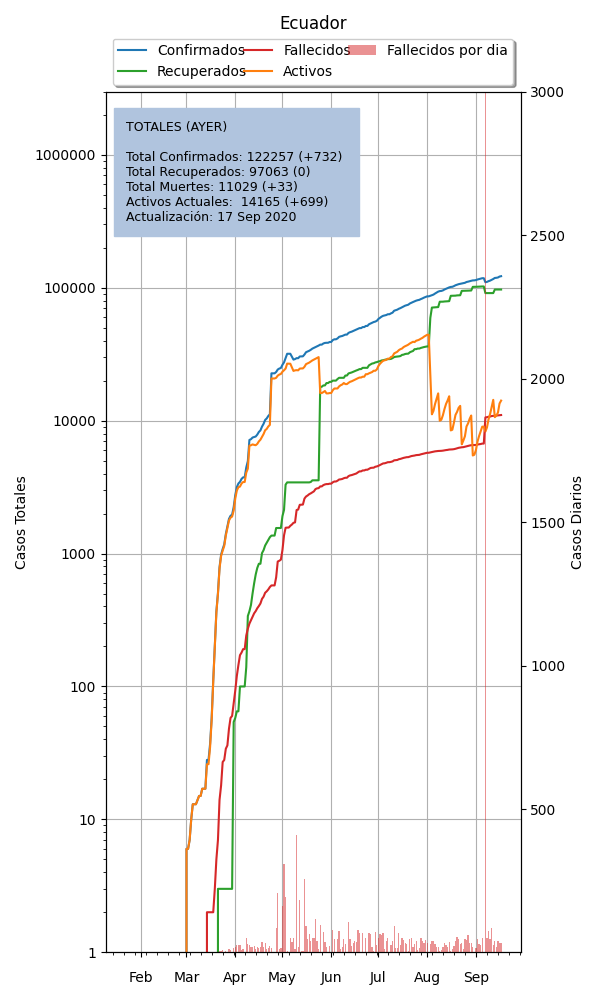 Ecuador
Confirmados
Fallecidos
Fallecidos por dia
Recuperados
Activos
TOTALES (AYER)
Total Confirmados: 122257 (+732)
Total Recuperados: 97063 (0)
Total Muertes: 11029 (+33)
Activos Actuales:  14165 (+699)
Actualización: 17 Sep 2020
Casos Totales
1000000
100000
10000
1000
100
10
1
3000
2500
2000
1500
1000
500
Casos Diarios
Feb Mar Apr May Jun Jul Aug Sep